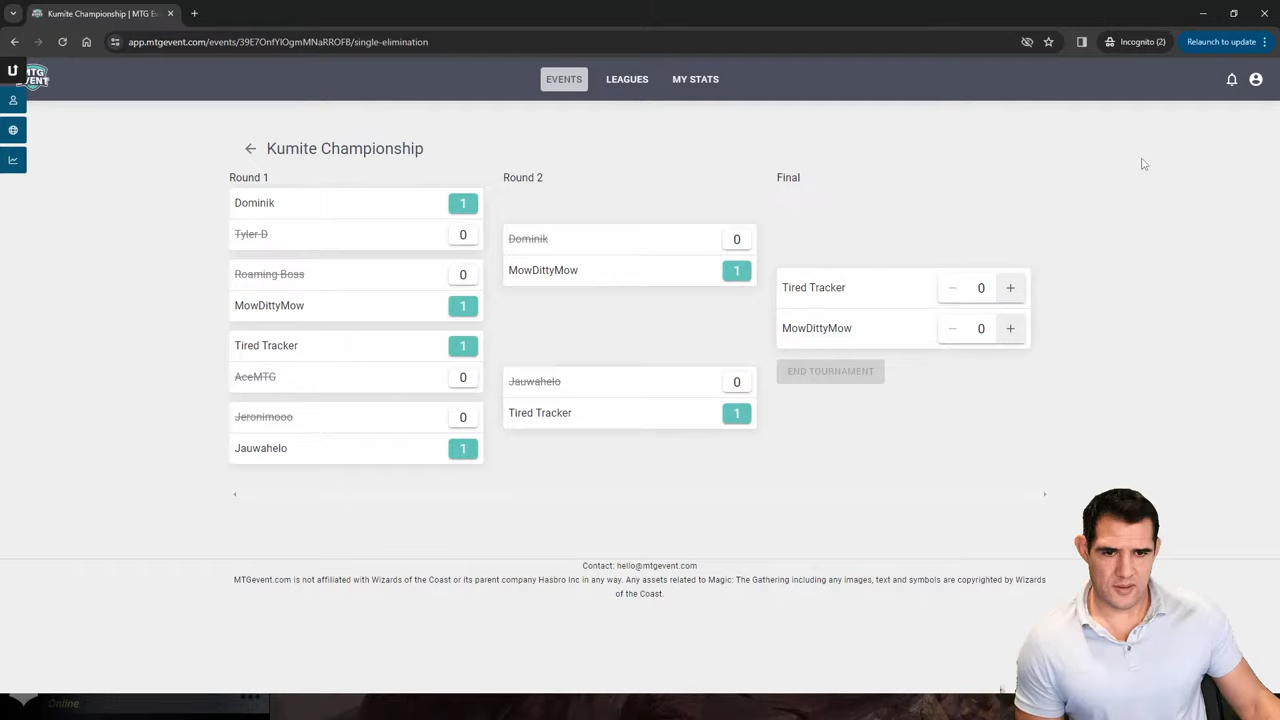 Kumite Championship | MTG Ev
app.mtgevent.com/events/39E7OnfYlOgmMNaRROFB/single-elimination
Incognito (2)
Relaunch to update
MTG
EVENT
EVENTS
LEAGUES
MY STATS
Kumite Championship
Round 1
Dominik 1
Tyler D 0
Roaming Boss 0
MowDittyMow 1
Tired Tracker 1
AceMTG 0
Jeronimooo 0
Jauwahelo 1
Round 2
Dominik 0
MowDittyMow 1
Jauwahelo 0
Tired Tracker 1
Final
Tired Tracker − 0 +
MowDittyMow − 0 +
END TOURNAMENT
Contact: hello@mtgevent.com
MTGevent.com is not affiliated with Wizards of the Coast or its parent company Hasbro Inc in any way. Any assets related to Magic: The Gathering including any images, text and symbols are copyrighted by Wizards
of the Coast.
Online